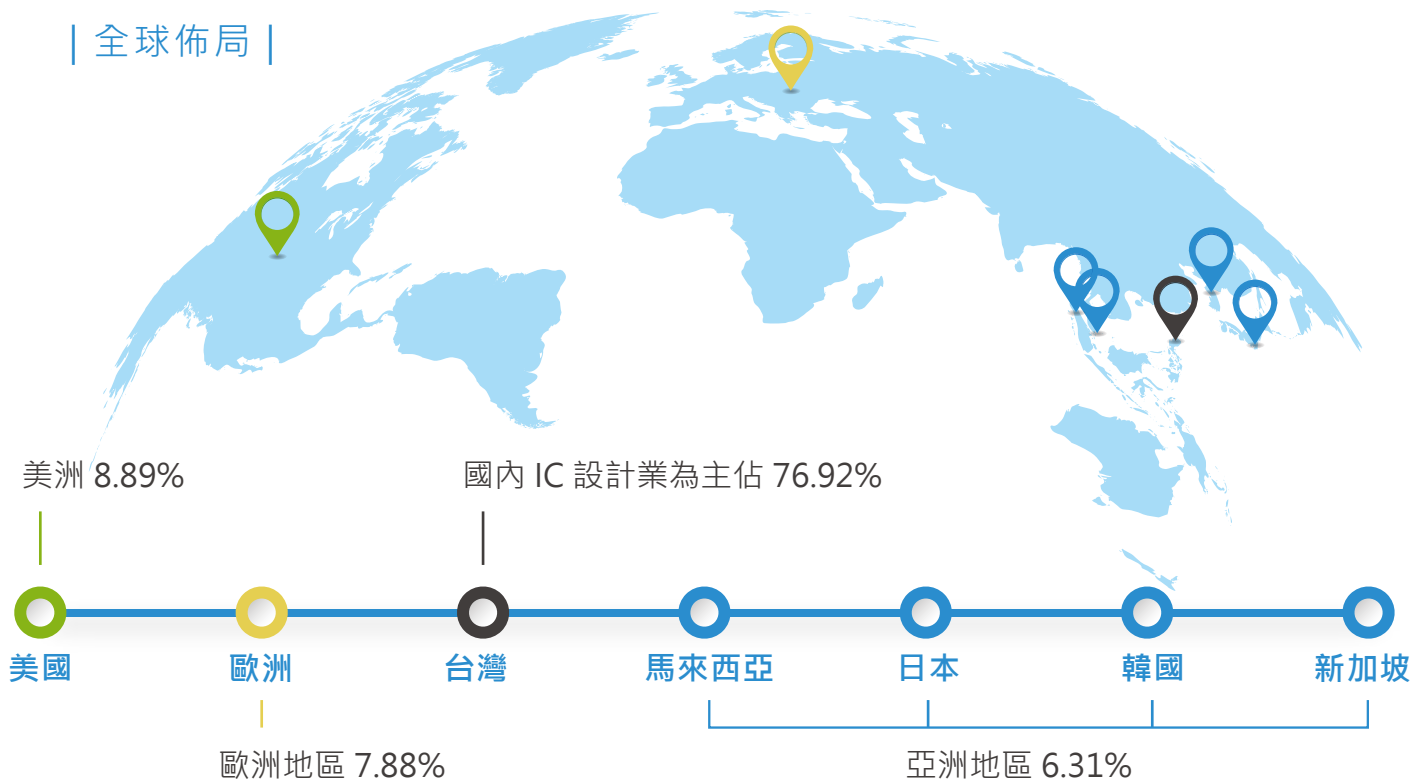 | 全球佈局 |
美洲 8.89%
國內 IC 設計業為主佔 76.92%
美國
歐洲
台灣
馬來西亞
日本
韓國
新加坡
歐洲地區 7.88%
亞洲地區 6.31%